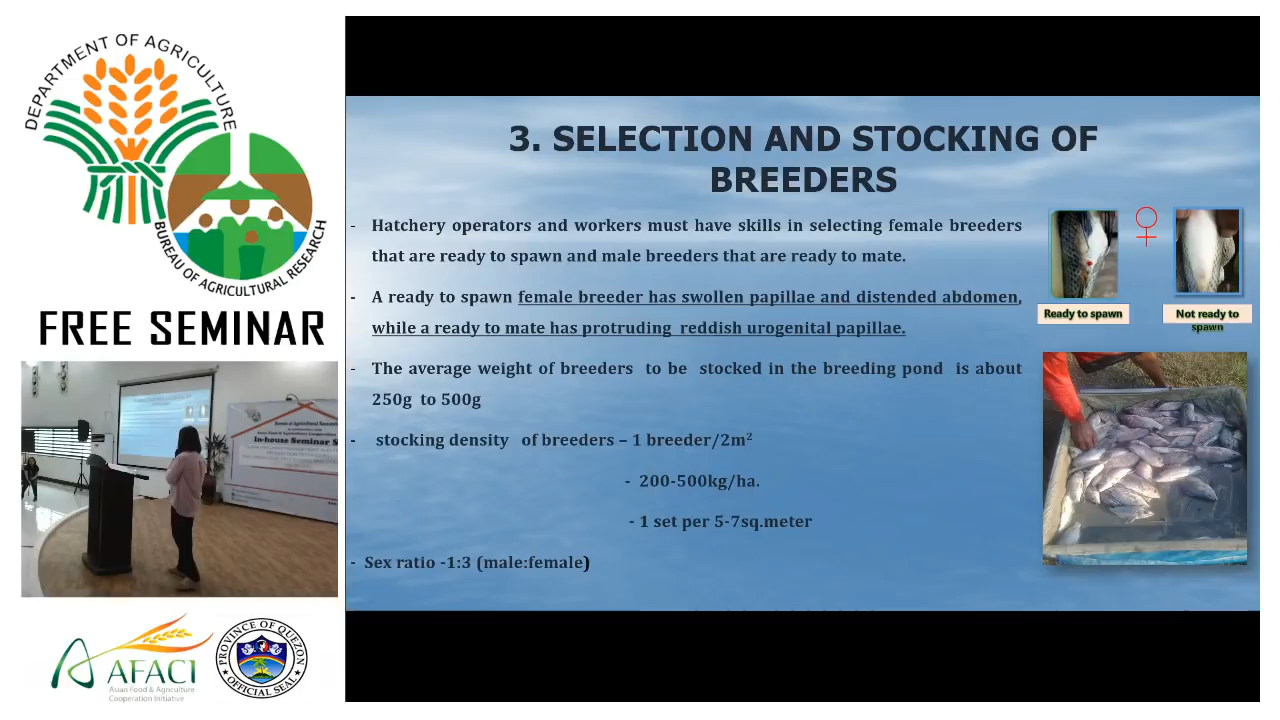 DEPARTMENT OF AGRICULTURE
BUREAU OF AGRICULTURAL RESEARCH
FREE SEMINAR
Bureau of Agricultural Research
In-house Seminar S
AFACI
Asian Food & Agriculture
Cooperation Initiative
PROVINCE OF QUEZON
OFFICIAL SEAL
3. SELECTION AND STOCKING OF
BREEDERS
- Hatchery operators and workers must have skills in selecting female breeders
that are ready to spawn and male breeders that are ready to mate.
- A ready to spawn female breeder has swollen papillae and distended abdomen,
while a ready to mate has protruding reddish urogenital papillae.
- The average weight of breeders to be stocked in the breeding pond is about
250g to 500g
- stocking density of breeders – 1 breeder/2m²
- 200-500kg/ha.
- 1 set per 5-7sq.meter
- Sex ratio -1:3 (male:female)
♀
Ready to spawn
Not ready to
spawn